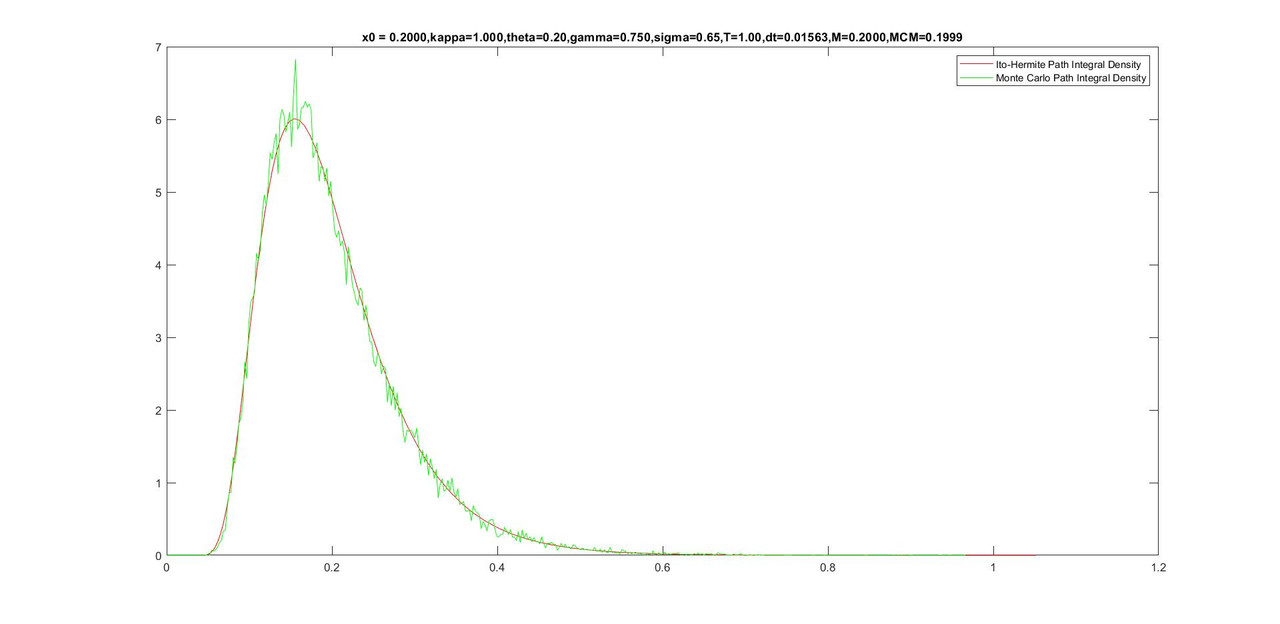 x0 = 0.2000,kappa=1.000,theta=0.20,gamma=0.750,sigma=0.65,T=1.00,dt=0.01563,M=0.2000,MCM=0.1999
Ito-Hermite Path Integral Density
Monte Carlo Path Integral Density
7
6
5
4
3
2
1
0
0 0.2 0.4 0.6 0.8 1 1.2